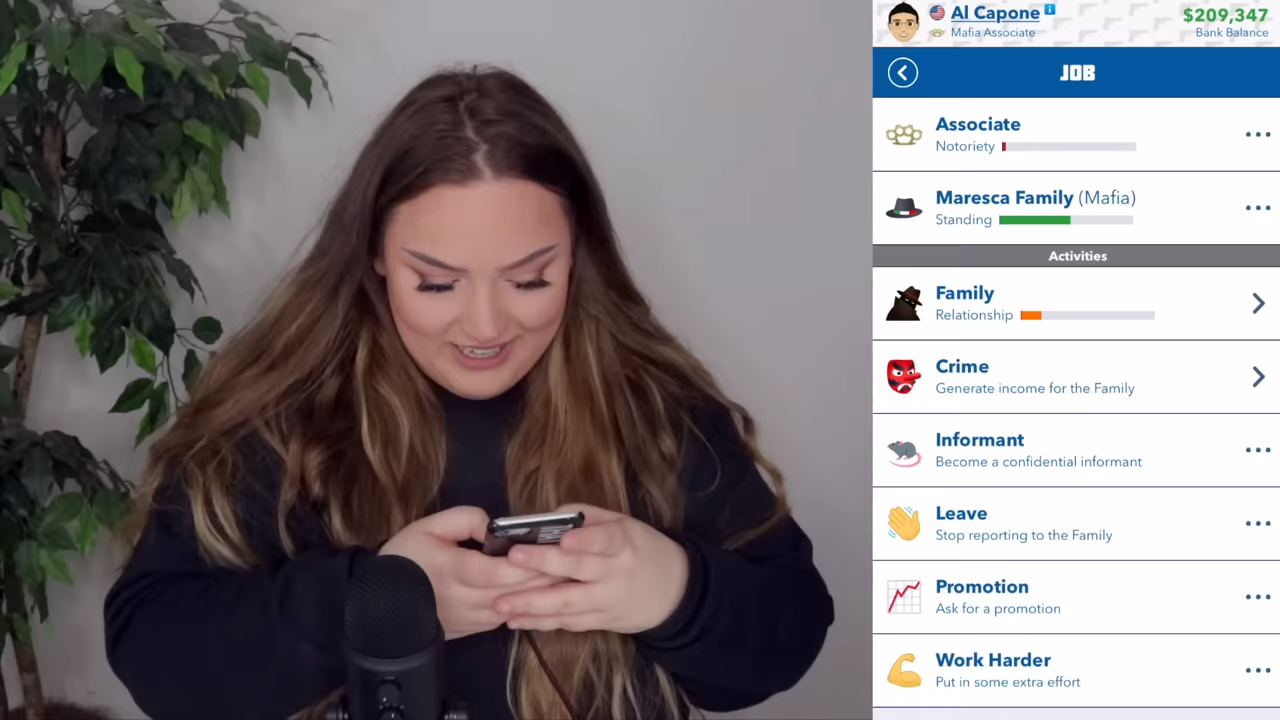 Al Capone
$209,347
Mafia Associate
Bank Balance
JOB
Associate
Notoriety
Maresca Family (Mafia)
Standing
Activities
Family
Relationship
Crime
Generate income for the Family
Informant
Become a confidential informant
Leave
Stop reporting to the Family
Promotion
Ask for a promotion
Work Harder
Put in some extra effort